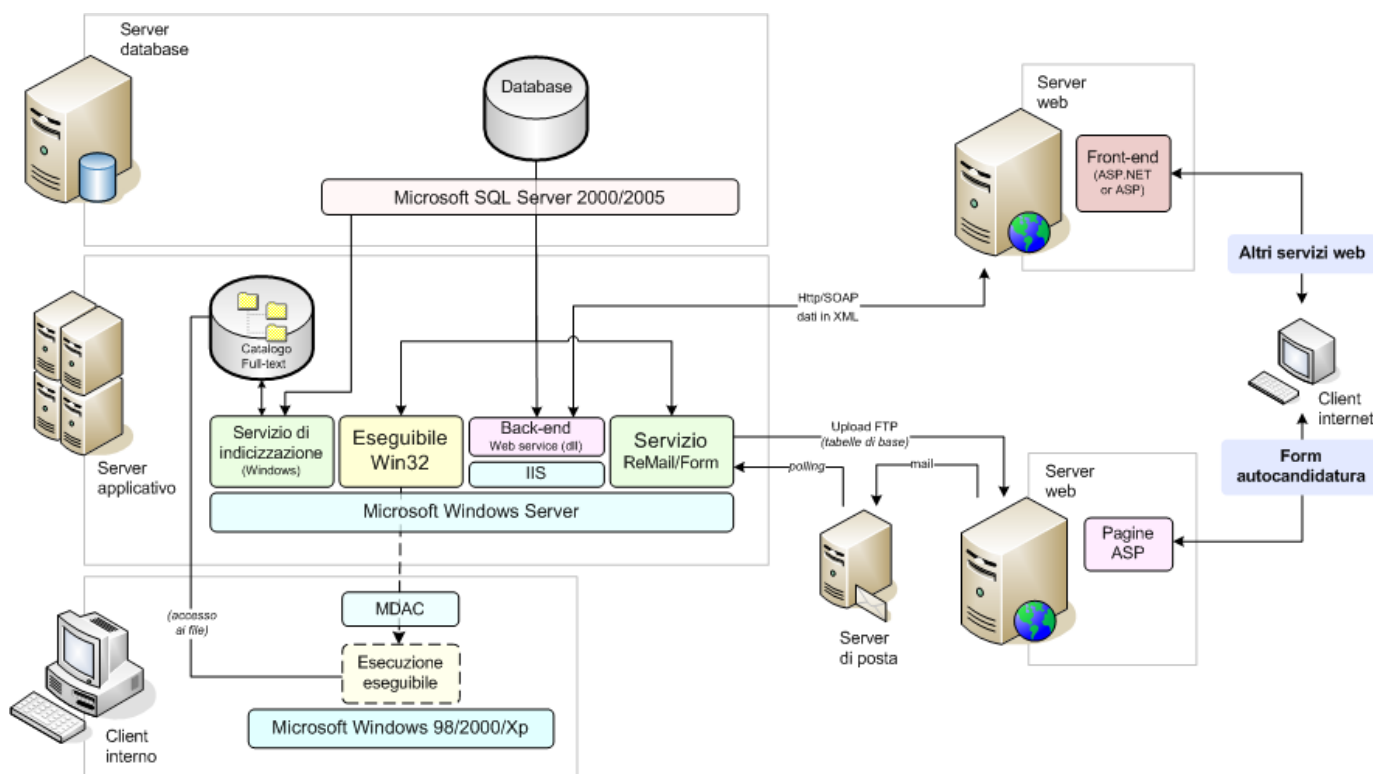 Server
database
Database
Microsoft SQL Server 2000/2005
Server
web
Front-end
(ASP.NET
or ASP)
Altri servizi web
Catalogo
Full-text
Http/SOAP
dati in XML
Client
internet
Server
applicativo
Servizio di
indicizzazione
(Windows)
Eseguibile
Win32
Back-end
Web service (dll)
IIS
Servizio
ReMail/Form
Microsoft Windows Server
Upload FTP
(tabelle di base)
polling
mail
Form
autocandidatura
Server
web
Pagine
ASP
Server
di posta
(accesso
ai file)
MDAC
Esecuzione
eseguibile
Microsoft Windows 98/2000/Xp
Client
interno